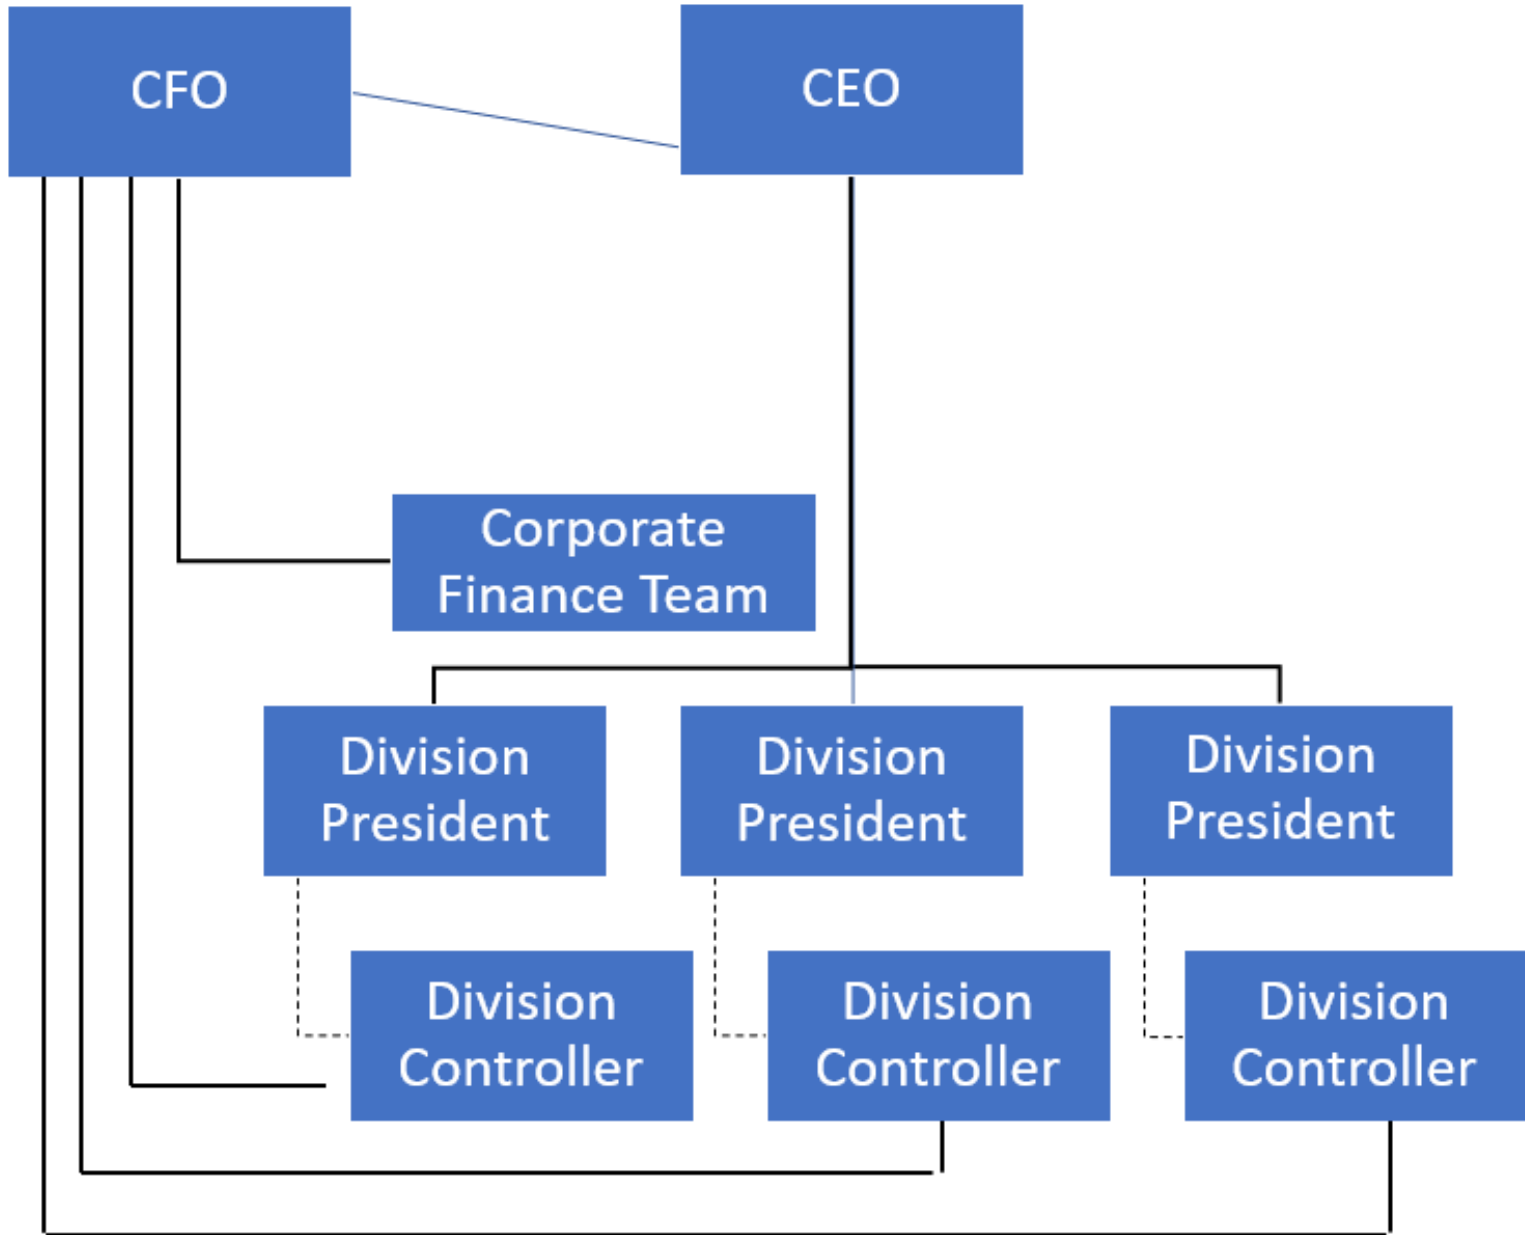 CFO
CEO
Corporate
Finance Team
Division
President
Division
President
Division
President
Division
Controller
Division
Controller
Division
Controller